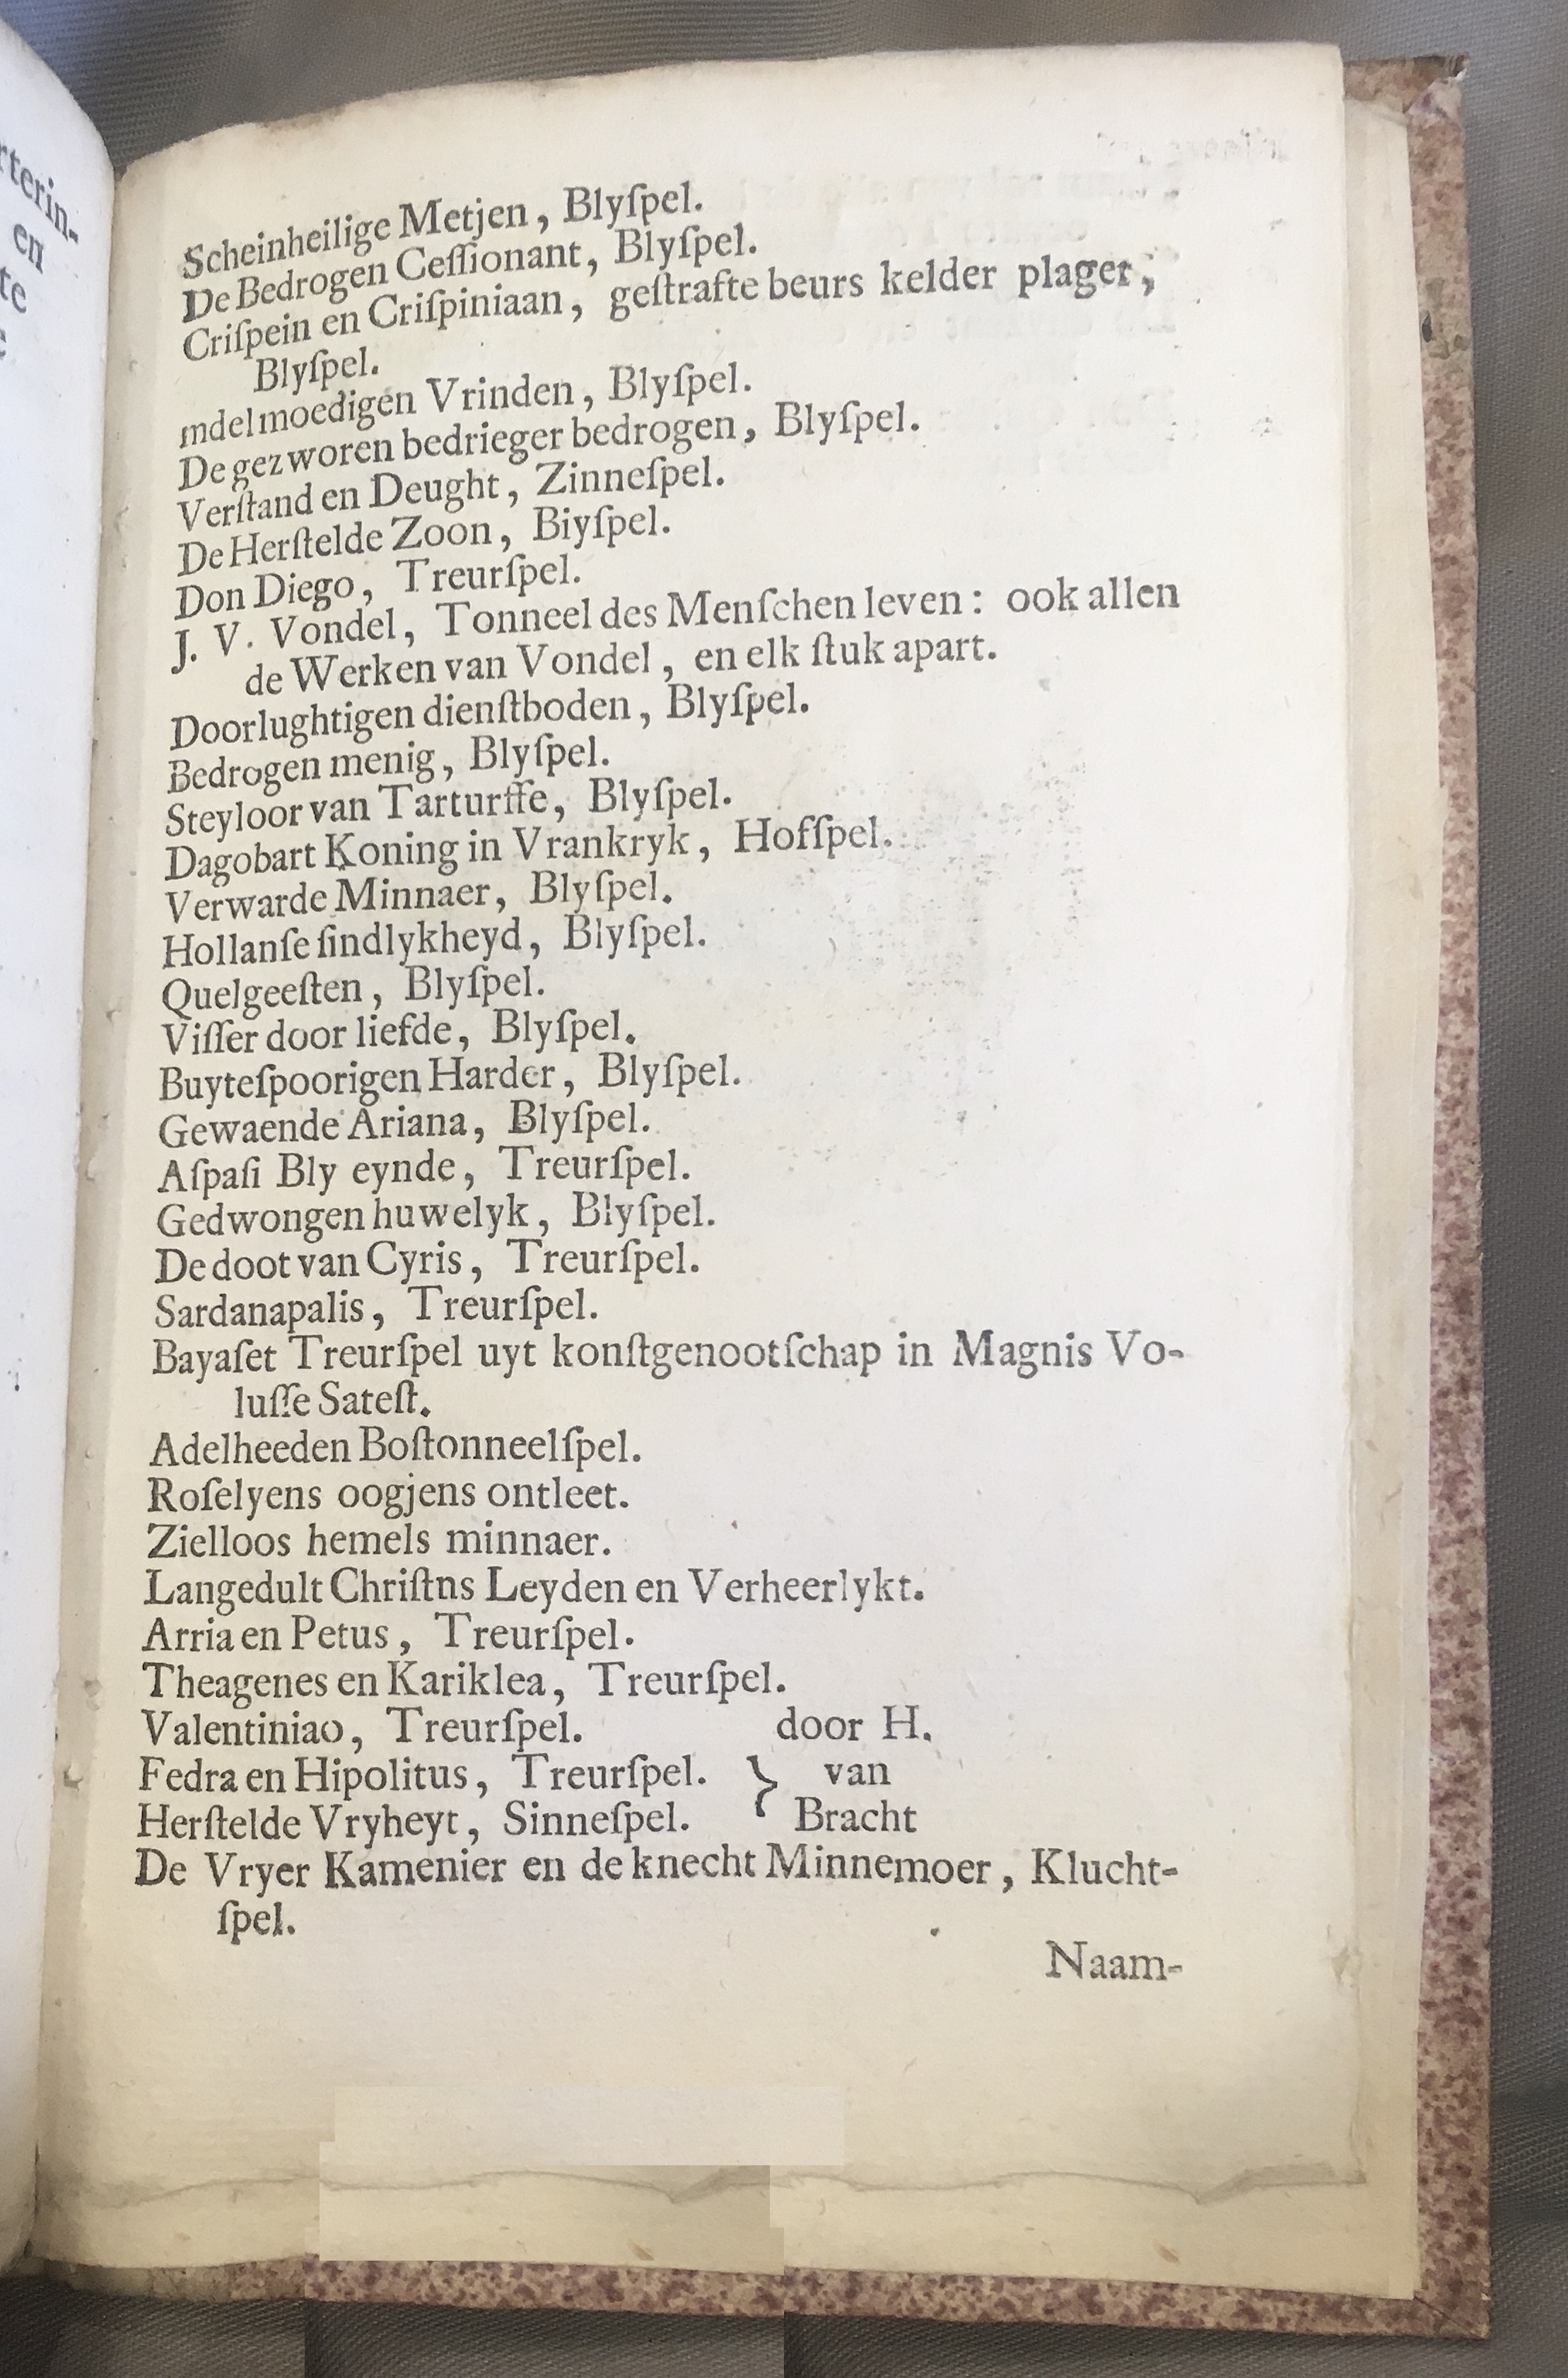 rterin-
en
te
Scheinheilige Metjen, Blyſpel.
De Bedrogen Ceſſionant, Blyſpel.
Criſpein en Criſpiniaan, geſtrafte beurs kelder plager,
Blyſpel.
mdelmoedigen Vrinden, Blyſpel.
De gezworen bedrieger bedrogen, Blyſpel.
Verſtand en Deught, Zinneſpel.
De Herſtelde Zoon, Biyſpel.
Don Diego, Treurſpel.
J. V. Vondel, Tonneel des Menſchen leven: ook allen
de Werken van Vondel, en elk ſtuk apart.
Doorlughtigen dienſtboden, Blyſpel.
Bedrogen menig, Blyſpel.
Steyloor van Tarturffe, Blyſpel.
Dagobart Koning in Vrankryk, Hofſpel.
Verwarde Minnaer, Blyſpel.
Hollanſe ſindlykheyd, Blyſpel.
Quelgeeſten, Blyſpel.
Viſſer door liefde, Blyſpel.
Buyteſpoorigen Harder, Blyſpel.
Gewaende Ariana, Blyſpel.
Aſpaſi Bly eynde, Treurſpel.
Gedwongen huwelyk, Blyſpel.
De doot van Cyris, Treurſpel.
Sardanapalis, Treurſpel.
Bayaſet Treurſpel uyt konſtgenootſchap in Magnis Vo-
luſſe Sateſt.
Adelheeden Boſtonneelſpel.
Roſelyens oogjens ontleet.
Zielloos hemels minnaer.
Langedult Chriſtns Leyden en Verheerlykt.
Arria en Petus, Treurſpel.
Theagenes en Kariklea, Treurſpel.
Valentiniao, Treurſpel. door H.
Fedra en Hipolitus, Treurſpel. } van
Herſtelde Vryheyt, Sinneſpel. Bracht
De Vryer Kamenier en de knecht Minnemoer, Klucht-
ſpel.
Naam-